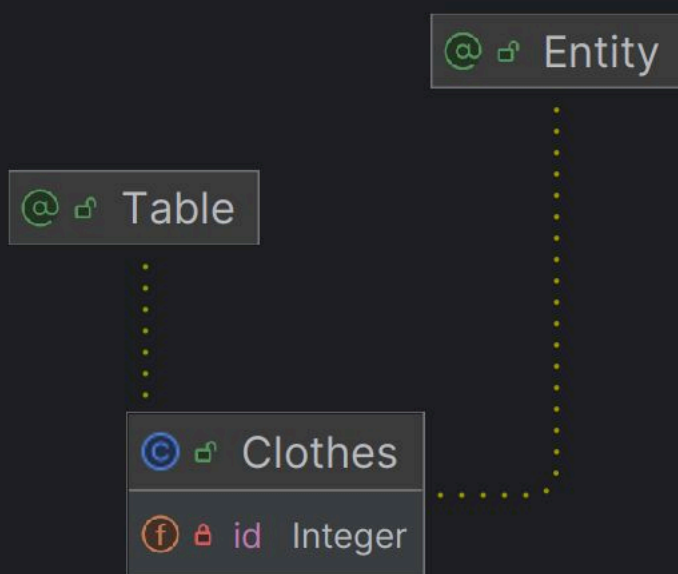 @ Entity
@ Table
C Clothes
f id Integer